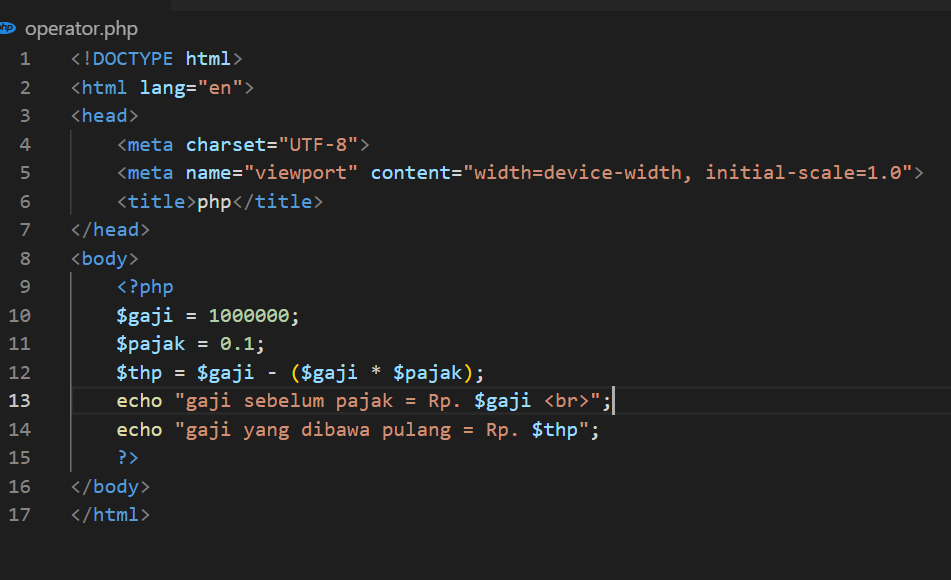 php operator.php
1 <!DOCTYPE html>
2 <html lang="en">
3 <head>
4     <meta charset="UTF-8">
5     <meta name="viewport" content="width=device-width, initial-scale=1.0">
6     <title>php</title>
7 </head>
8 <body>
9     <?php
10     $gaji = 1000000;
11     $pajak = 0.1;
12     $thp = $gaji - ($gaji * $pajak);
13     echo "gaji sebelum pajak = Rp. $gaji <br>";
14     echo "gaji yang dibawa pulang = Rp. $thp";
15     ?>
16 </body>
17 </html>